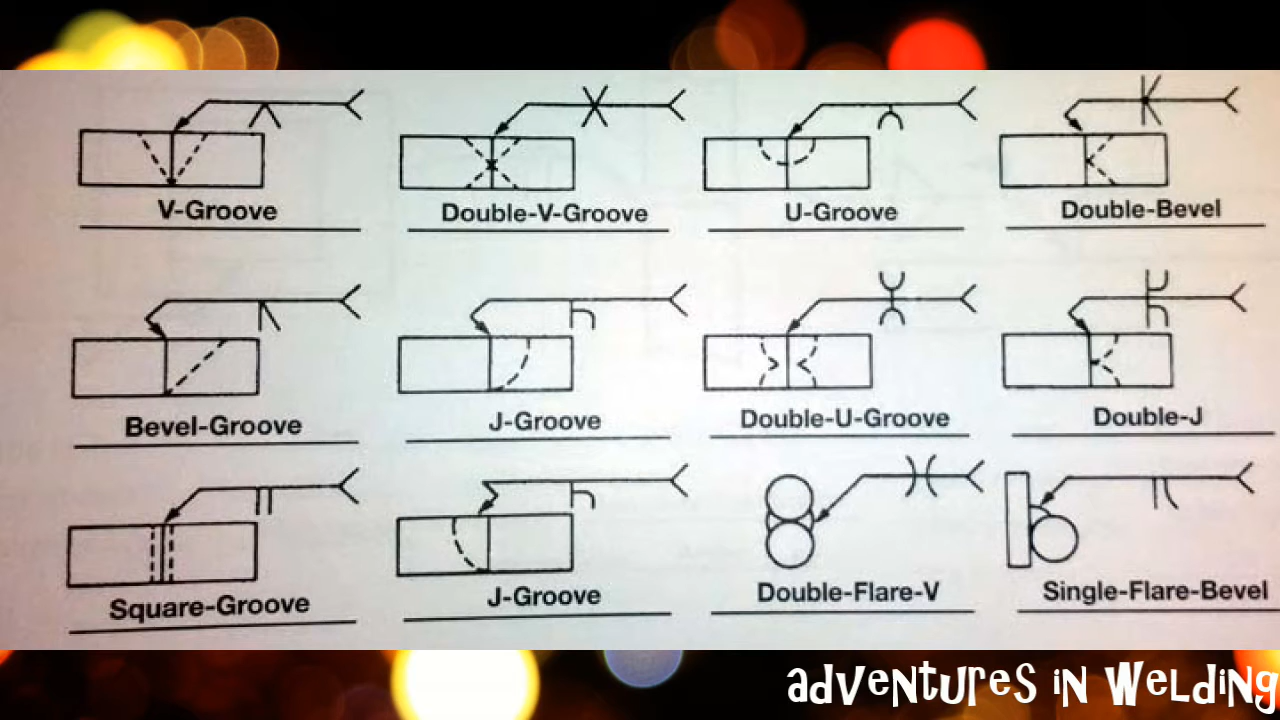 V-Groove
Double-V-Groove
U-Groove
Double-Bevel
Bevel-Groove
J-Groove
Double-U-Groove
Double-J
Square-Groove
J-Groove
Double-Flare-V
Single-Flare-Bevel
adventures in Welding